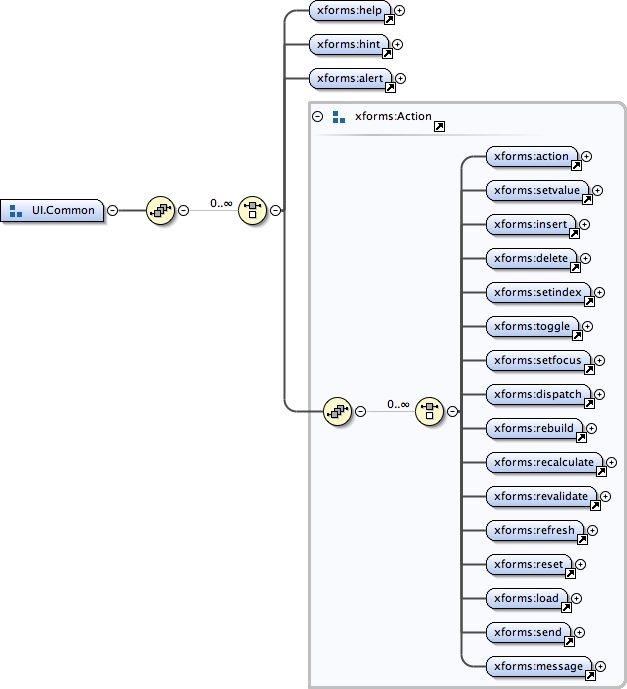 xforms:help
xforms:hint
xforms:alert
xforms:Action
xforms:action
xforms:setvalue
UI.Common
0..∞
xforms:insert
xforms:delete
xforms:setindex
xforms:toggle
xforms:setfocus
xforms:dispatch
0..∞
xforms:rebuild
xforms:recalculate
xforms:revalidate
xforms:refresh
xforms:reset
xforms:load
xforms:send
xforms:message